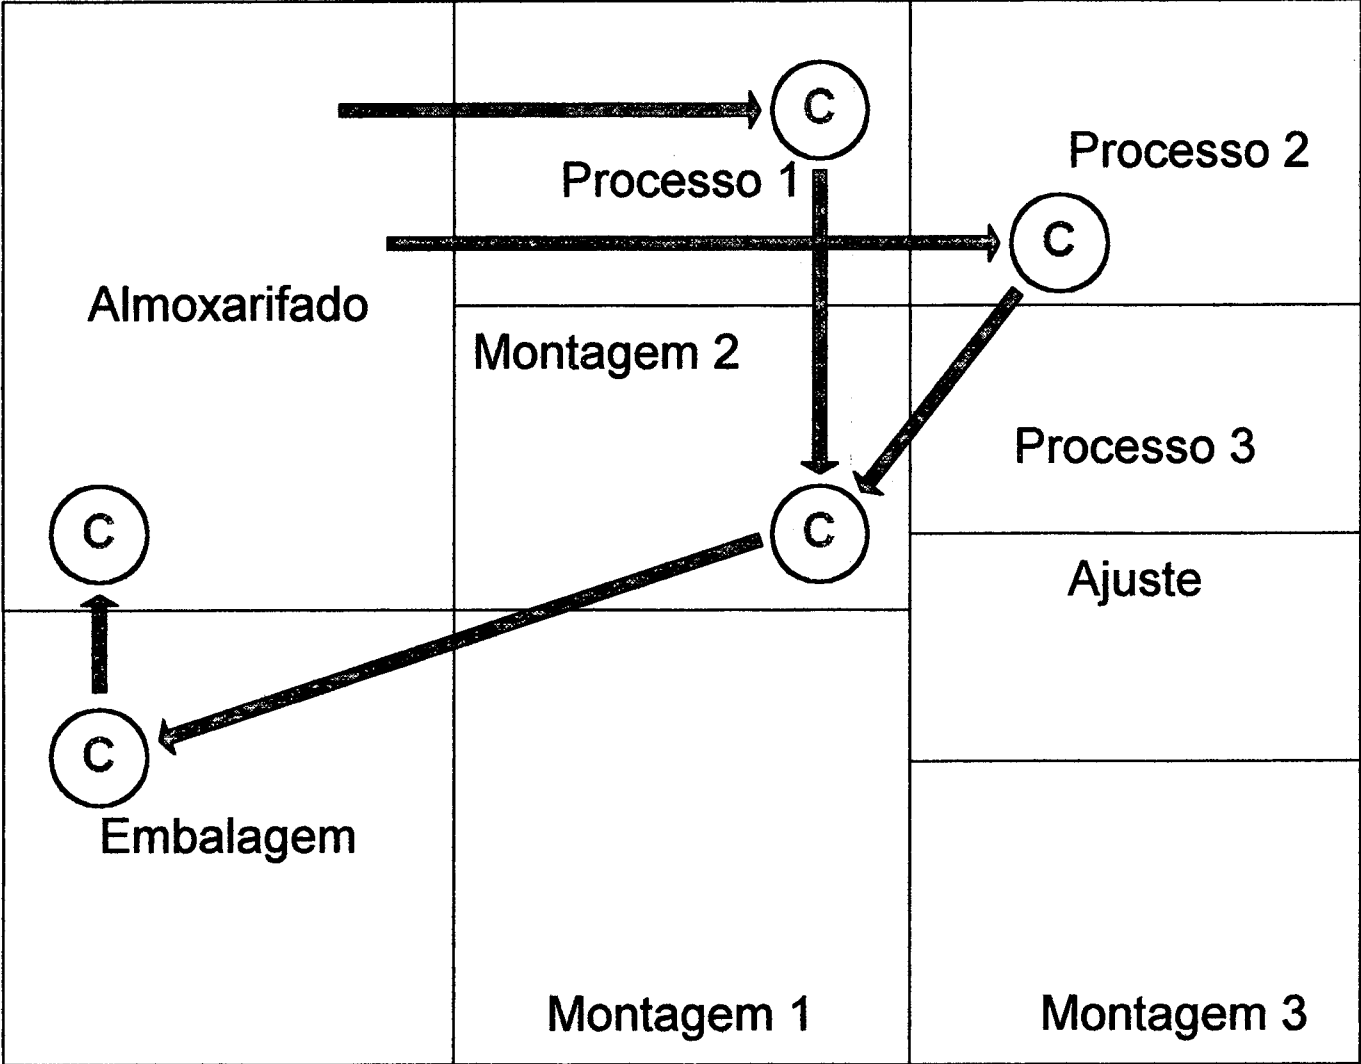 C
Processo 1
Processo 2
C
Almoxarifado
Montagem 2
Processo 3
C
C
Ajuste
C
Embalagem
Montagem 1
Montagem 3